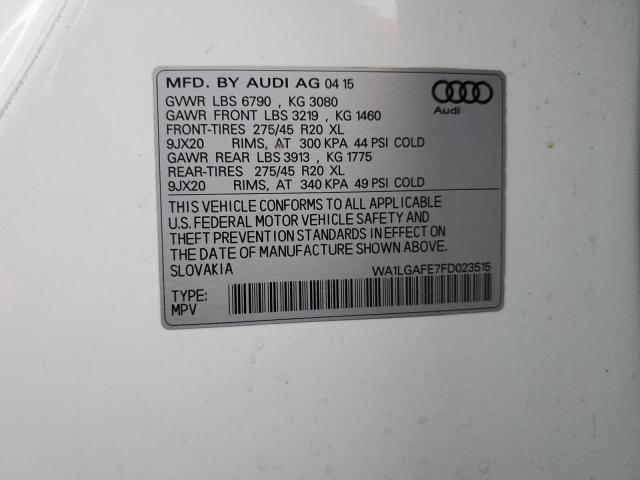 MFD. BY AUDI AG 04 15
GVWR LBS 6790 , KG 3080
GAWR FRONT LBS 3219 , KG 1460
FRONT-TIRES 275/45 R20 XL
9JX20 RIMS, AT 300 KPA 44 PSI COLD
GAWR REAR LBS 3913 , KG 1775
REAR-TIRES 275/45 R20 XL
9JX20 RIMS, AT 340 KPA 49 PSI COLD
Audi
THIS VEHICLE CONFORMS TO ALL APPLICABLE
U.S. FEDERAL MOTOR VEHICLE SAFETY AND
THEFT PREVENTION STANDARDS IN EFFECT ON
THE DATE OF MANUFACTURE SHOWN ABOVE.
SLOVAKIA WA1LGAFE7FD023515
TYPE:
MPV